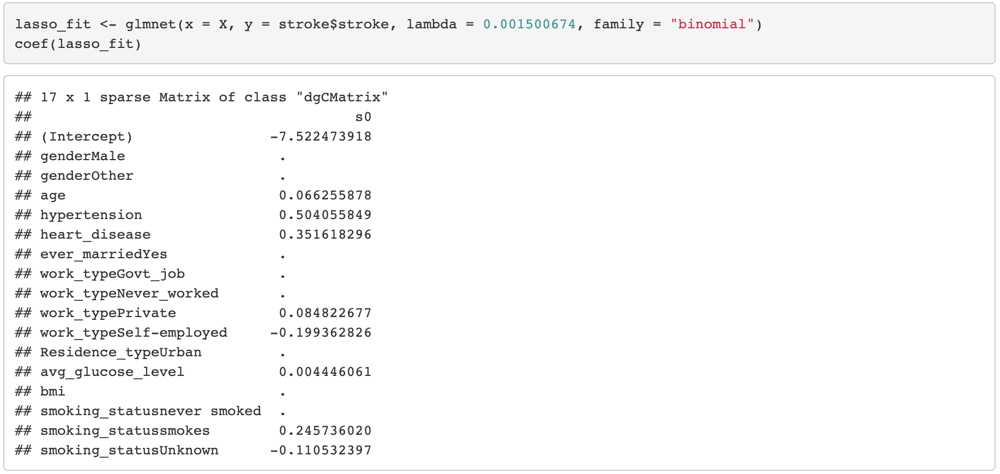 lasso_fit <- glmnet(x = X, y = stroke$stroke, lambda = 0.001500674, family = "binomial")
coef(lasso_fit)
## 17 x 1 sparse Matrix of class "dgCMatrix"
##                                      s0
## (Intercept)                -7.522473918
## genderMale                  .
## genderOther                 .
## age                         0.066255878
## hypertension                0.504055849
## heart_disease               0.351618296
## ever_marriedYes             .
## work_typeGovt_job           .
## work_typeNever_worked       .
## work_typePrivate            0.084822677
## work_typeSelf-employed     -0.199362826
## Residence_typeUrban         .
## avg_glucose_level           0.004446061
## bmi                         .
## smoking_statusnever smoked  .
## smoking_statussmokes        0.245736020
## smoking_statusUnknown      -0.110532397